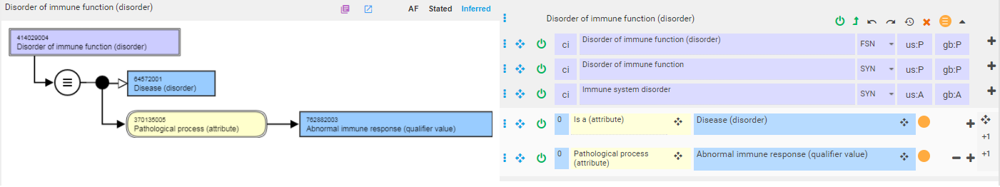 Disorder of immune function (disorder)
AF Stated Inferred
414029004
Disorder of immune function (disorder)
64572001
Disease (disorder)
370135005
Pathological process (attribute)
762882003
Abnormal immune response (qualifier value)
Disorder of immune function (disorder)
ci Disorder of immune function (disorder) FSN us:P gb:P
ci Disorder of immune function SYN us:P gb:P
ci Immune system disorder SYN us:A gb:A
0 Is a (attribute) Disease (disorder)
+1
0 Pathological process
(attribute) Abnormal immune response (qualifier value) +1